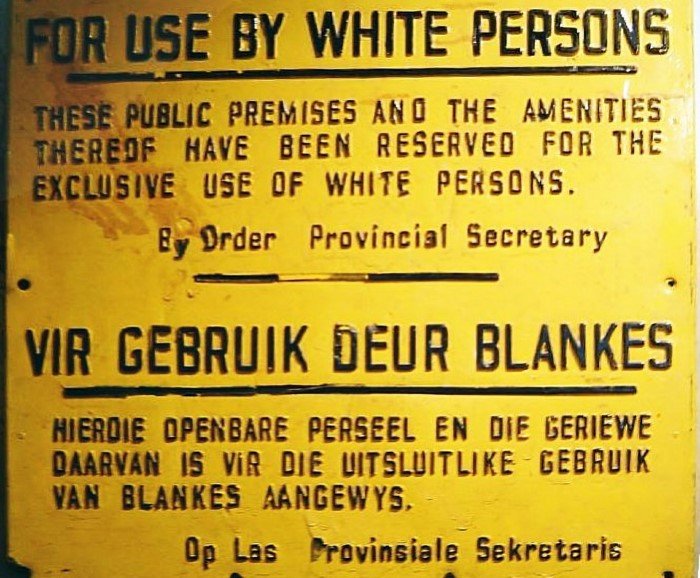 FOR USE BY WHITE PERSONS
THESE PUBLIC PREMISES AND THE AMENITIES
THEREOF HAVE BEEN RESERVED FOR THE
EXCLUSIVE USE OF WHITE PERSONS.
By Order Provincial Secretary
VIR GEBRUIK DEUR BLANKES
HIERDIE OPENBARE PERSEEL EN DIE GERIEWE
DAARVAN IS VIR DIE UITSLUITLIKE GEBRUIK
VAN BLANKES AANGEWYS.
Op Las Provinsiale Sekretaris